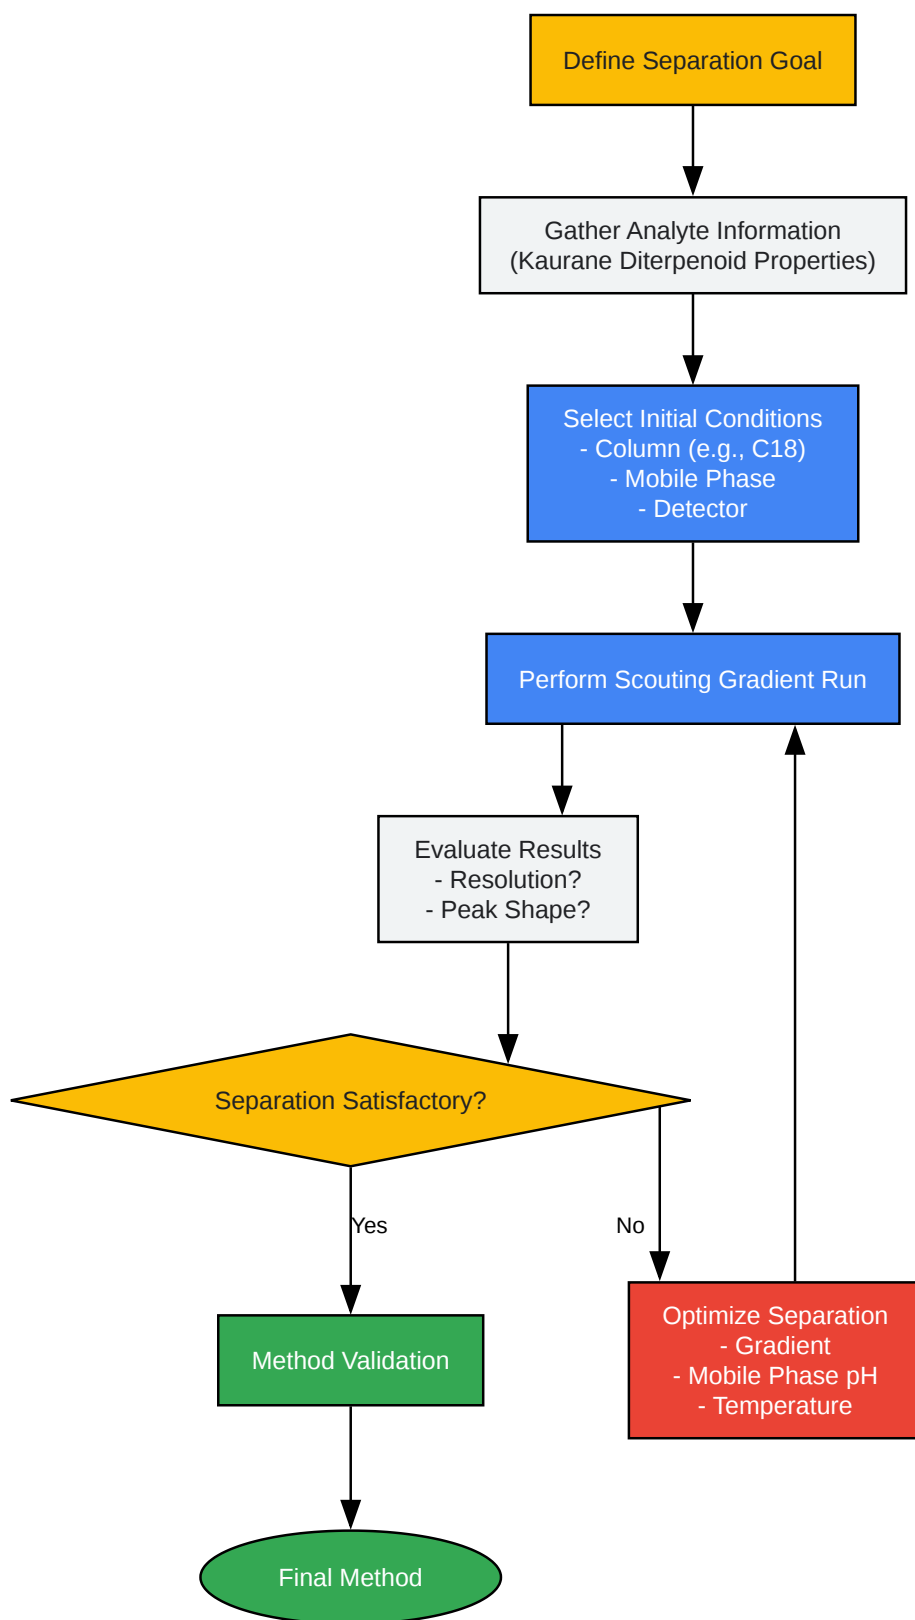 Define Separation Goal
Gather Analyte Information
(Kaurane Diterpenoid Properties)
Select Initial Conditions
- Column (e.g., C18)
- Mobile Phase
- Detector
Perform Scouting Gradient Run
Evaluate Results
- Resolution?
- Peak Shape?
Separation Satisfactory?
Yes
No
Optimize Separation
- Gradient
- Mobile Phase pH
- Temperature
Method Validation
Final Method